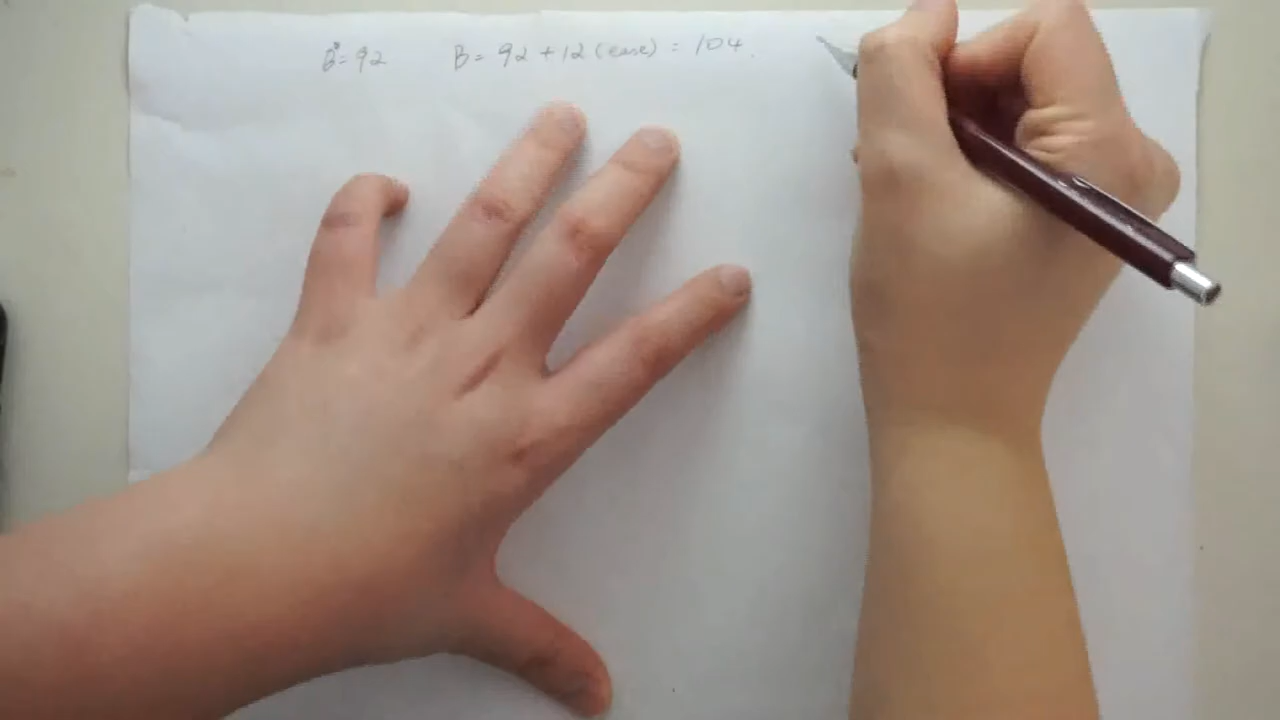 B°= 92 B = 92 + 12 (ease) = 104.